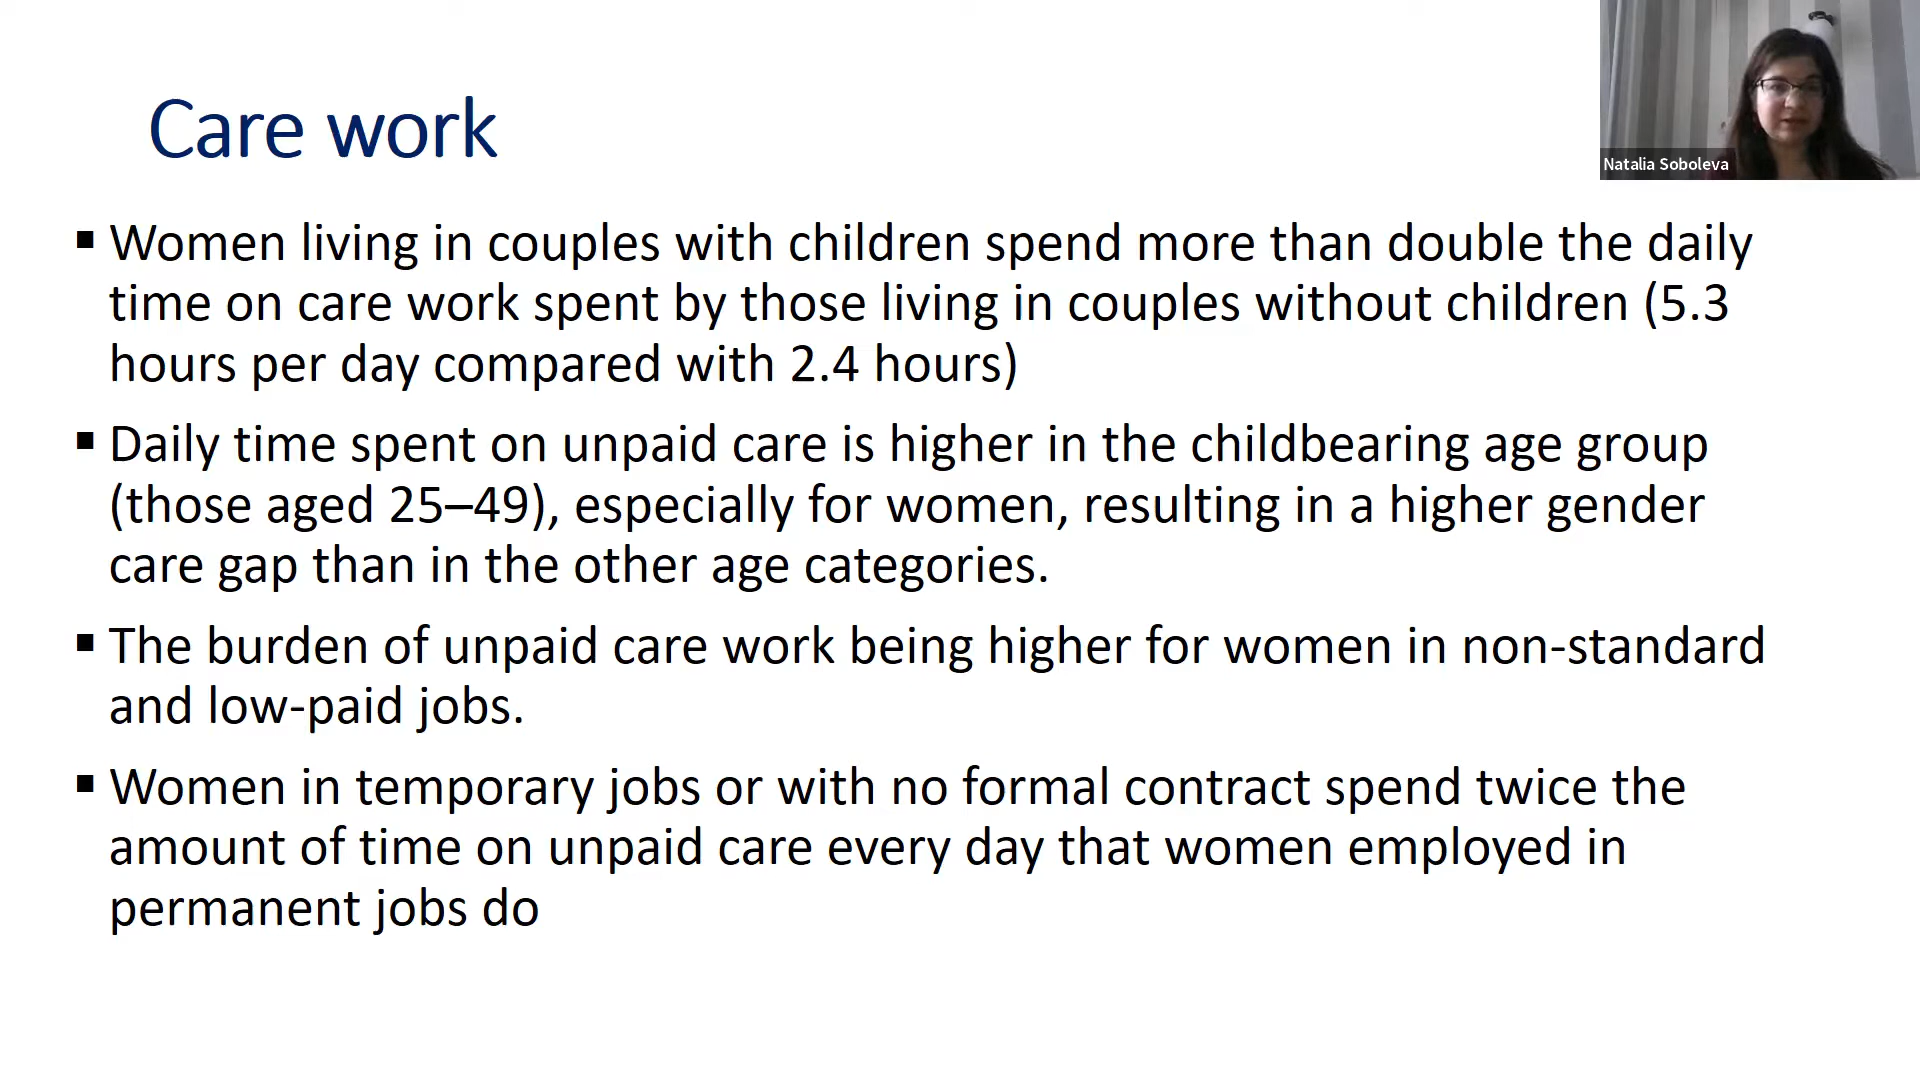 Care work
Natalia Soboleva
▪ Women living in couples with children spend more than double the daily
time on care work spent by those living in couples without children (5.3
hours per day compared with 2.4 hours)
▪ Daily time spent on unpaid care is higher in the childbearing age group
(those aged 25–49), especially for women, resulting in a higher gender
care gap than in the other age categories.
▪ The burden of unpaid care work being higher for women in non-standard
and low-paid jobs.
▪ Women in temporary jobs or with no formal contract spend twice the
amount of time on unpaid care every day that women employed in
permanent jobs do